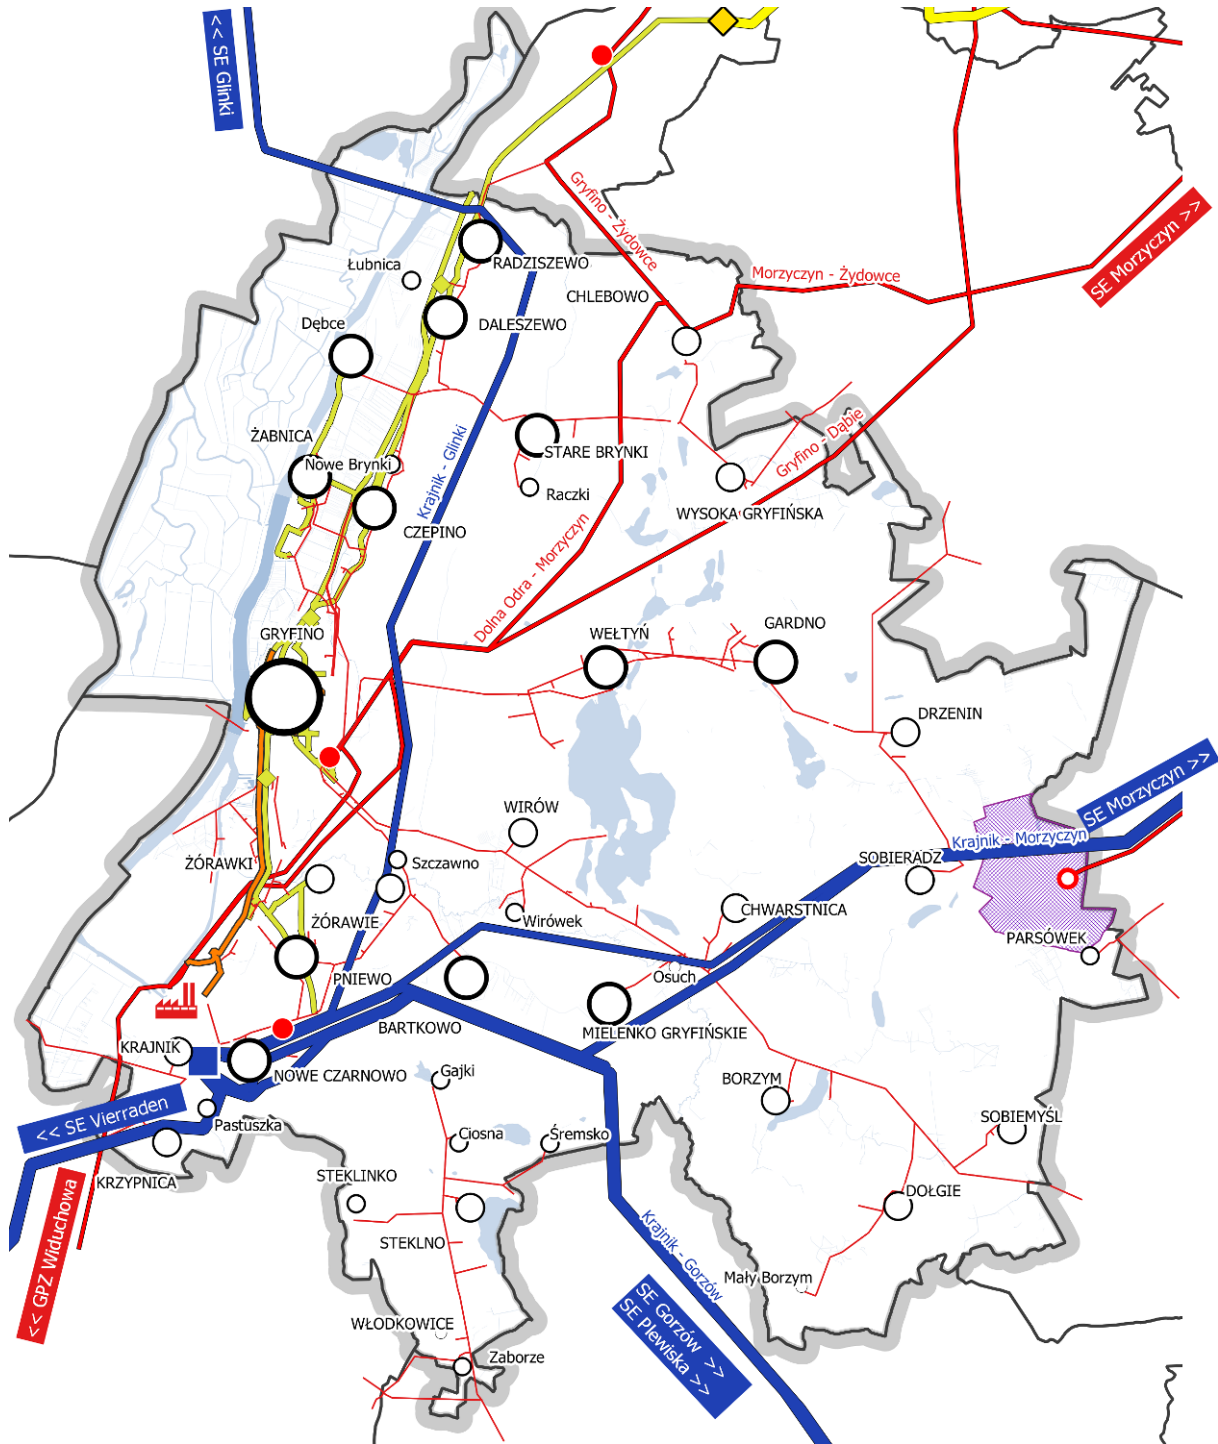 << SE Glinki
Gryfino - Żydowce
SE Morzyczyn >>
RADZISZEWO
Łubnica
Morzyczyn - Żydowce
CHLEBOWO
Dębce
DALESZEWO
ŻABNICA
Nowe Brynki
Krajnik - Glinki
STARE BRYNKI
Gryfino - Dąbie
Raczki
WYSOKA GRYFIŃSKA
CZEPINO
Dolna Odra - Morzyczyn
GRYFINO
WEŁTYŃ
GARDNO
DRZENIN
SE Morzyczyn >>
WIRÓW
Krajnik - Morzyczyn
ŻÓRAWKI
Szczawno
SOBIERADZ
ŻÓRAWIE
Wirówek
CHWARSTNICA
PARSÓWEK
PNIEWO
Osuch
BARTKOWO
MIELENKO GRYFIŃSKIE
KRAJNIK
NOWE CZARNOWO
Gajki
BORZYM
<< SE Vierraden
Pastuszka
Ciosna
Śremsko
SOBIEMYŚL
KRZYPNICA
STEKLINKO
DOŁGIE
<< GPZ Widuchowa
STEKLNO
Krajnik - Gorzów
Mały Borzym
SE Gorzów >>
SE Plewiska >>
WŁODKOWICE
Zaborze